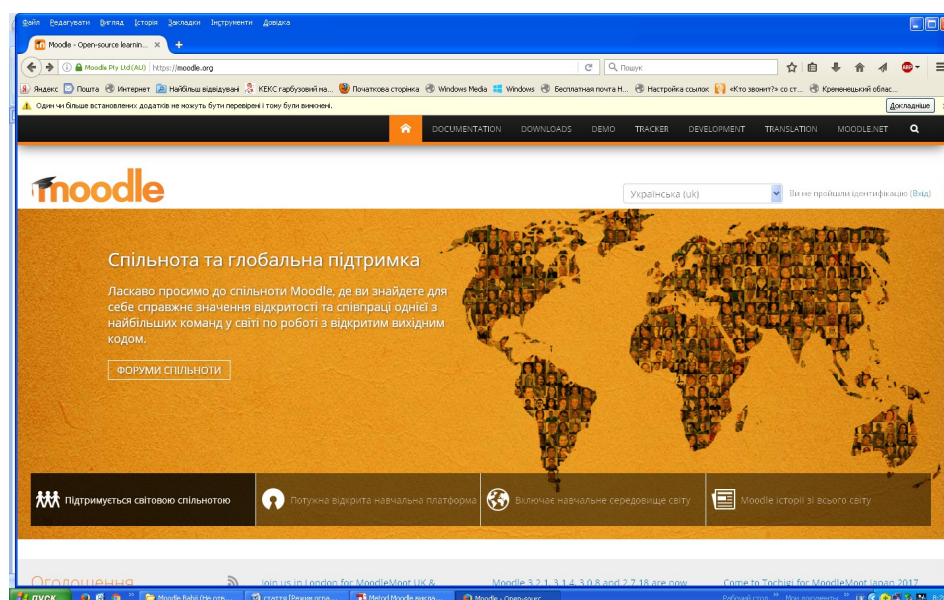 Файл Редагувати Вигляд Історія Закладки Інструменти Довідка
Moodle - Open-source learnin...
Moodle Pty Ltd (AU) https://moodle.org Пошук
Яндекс Пошта Интернет Найбільш відвідувані КЕКС гарбузовий на... Початкова сторінка Windows Media Windows Бесплатная почта H... Настройка ссылок «Кто звонит?» со ст... Кременецький облас...
Один чи більше встановлених додатків не можуть бути перевірені і тому були вимкнені. Докладніше
DOCUMENTATION DOWNLOADS DEMO TRACKER DEVELOPMENT TRANSLATION MOODLE.NET
moodle
Українська (uk) Ви не пройшли ідентифікацію (Вхід)
Спільнота та глобальна підтримка
Ласкаво просимо до спільноти Moodle, де ви знайдете для
себе справжнє значення відкритості та співпраці однієї з
найбільших команд у світі по роботі з відкритим вихідним
кодом.
ФОРУМИ СПІЛЬНОТИ
Підтримується світовою спільнотою Потужна відкрита навчальна платформа Включає навчальне середовище світу Moodle історії зі всього світу
Оголошення Join us in London for MoodleMoot UK & Moodle 3.2.1, 3.1.4, 3.0.8 and 2.7.18 are now Come to Tochigi for MoodleMoot Japan 2017
пуск Moodle Babii (Не отв... стаття [Режим огра... Metod Moodle викла... Moodle - Open-sourc... Рабочий стол Мои документы UK